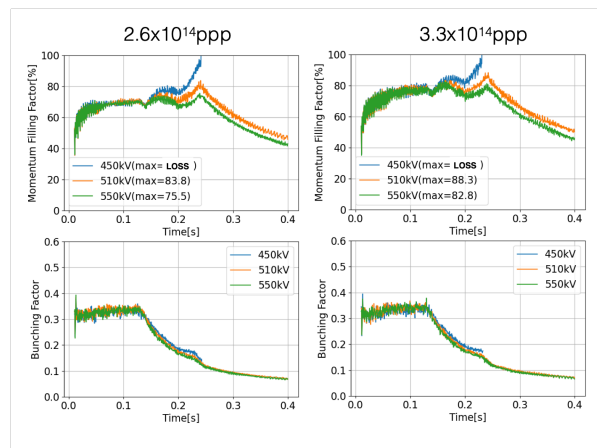 2.6x10¹⁴ppp
3.3x10¹⁴ppp
Momentum Filling Factor[%]
100
80
60
40
20
0
450kV(max= LOSS )
510kV(max=83.8)
550kV(max=75.5)
0.0 0.1 0.2 0.3 0.4
Time[s]
Momentum Filling Factor[%]
100
80
60
40
20
0
450kV(max= LOSS )
510kV(max=88.3)
550kV(max=82.8)
0.0 0.1 0.2 0.3 0.4
Time[s]
Bunching Factor
0.6
0.5
0.4
0.3
0.2
0.1
0.0
450kV
510kV
550kV
0.0 0.1 0.2 0.3 0.4
Time[s]
Bunching Factor
0.6
0.5
0.4
0.3
0.2
0.1
0.0
450kV
510kV
550kV
0.0 0.1 0.2 0.3 0.4
Time[s]